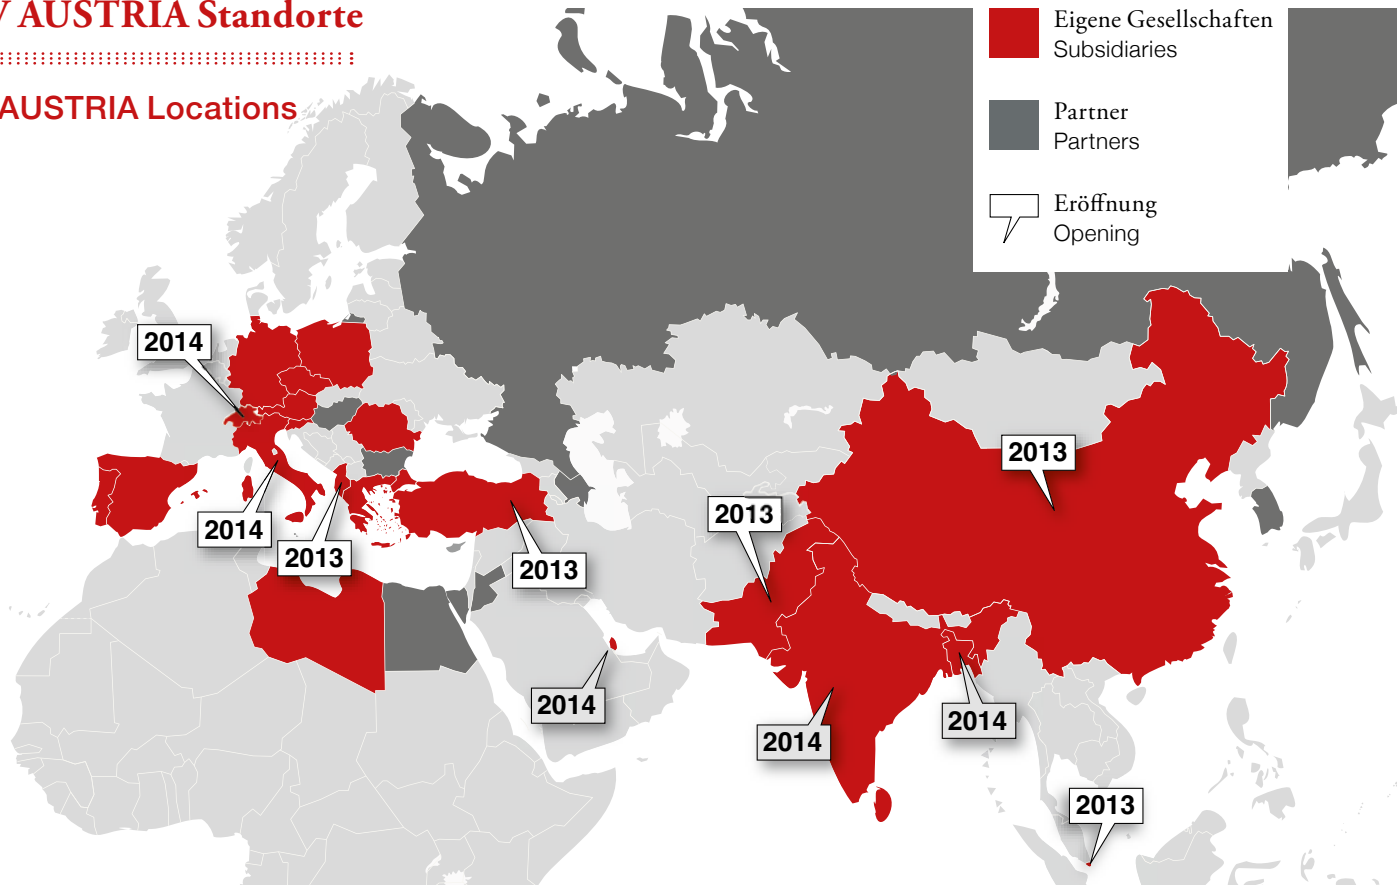 AUSTRIA Standorte
AUSTRIA Locations
Eigene Gesellschaften
Subsidiaries
Partner
Partners
Eröffnung
Opening
2014
2013
2013
2014
2013
2013
2014
2014
2014
2013